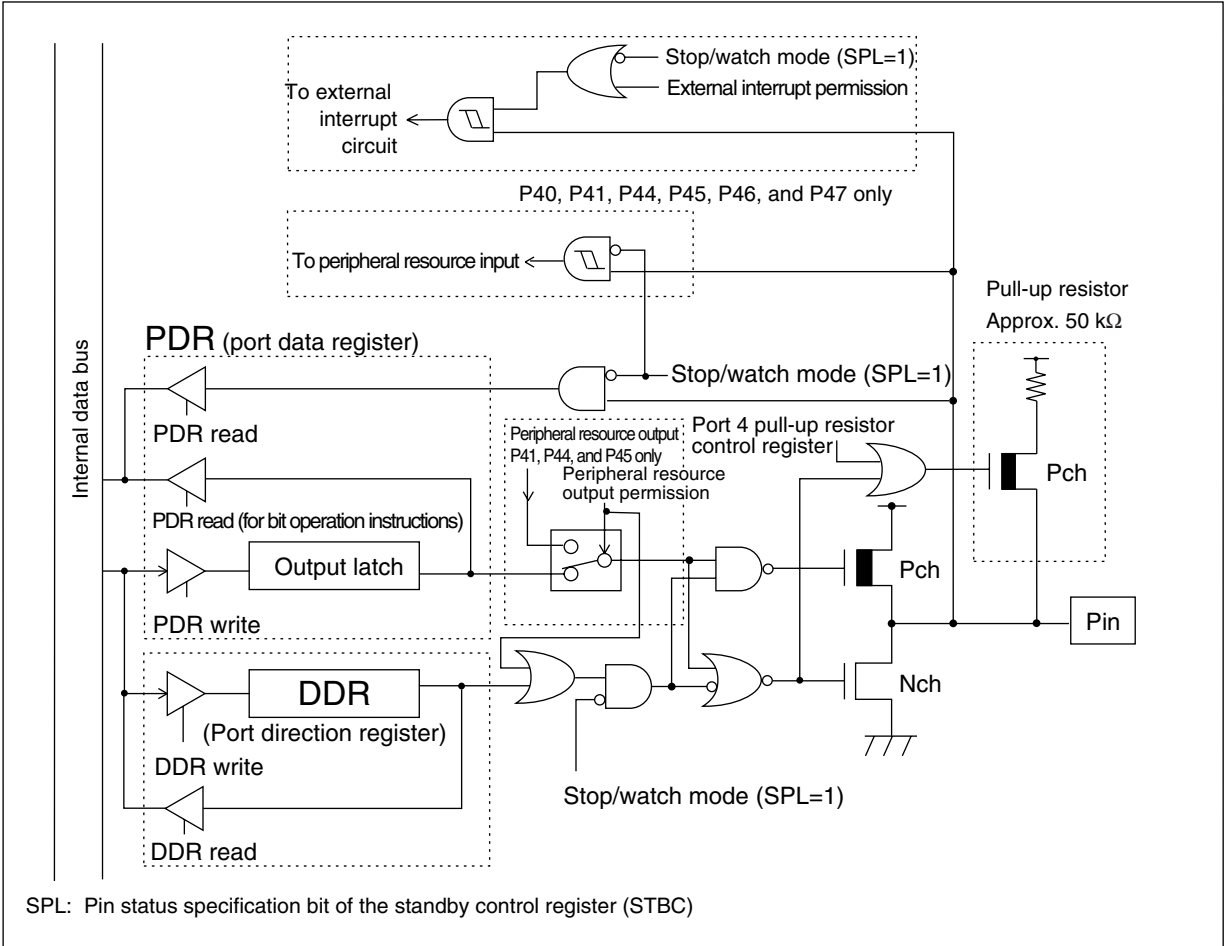 Stop/watch mode (SPL=1)
External interrupt permission
To external
interrupt
circuit
P40, P41, P44, P45, P46, and P47 only
To peripheral resource input
Pull-up resistor
Approx. 50 kΩ
Internal data bus
PDR (port data register)
Stop/watch mode (SPL=1)
PDR read
Peripheral resource output
P41, P44, and P45 only
Peripheral resource
output permission
Port 4 pull-up resistor
control register
Pch
PDR read (for bit operation instructions)
Output latch
Pch
PDR write
Pin
DDR
(Port direction register)
Nch
DDR write
Stop/watch mode (SPL=1)
DDR read
SPL: Pin status specification bit of the standby control register (STBC)